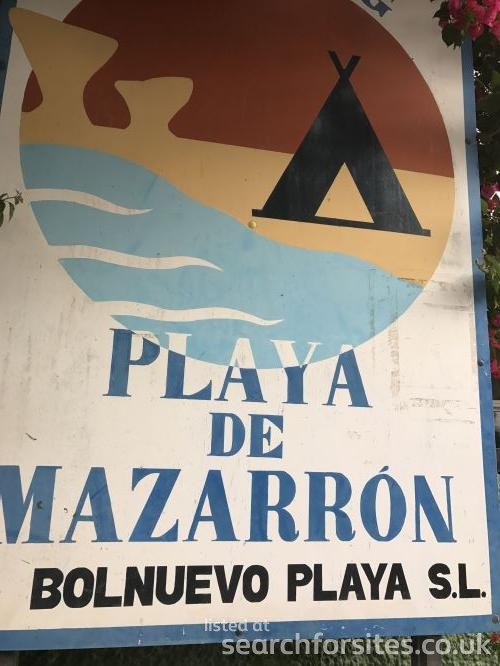 PLAYA
DE
MAZARRÓN
BOLNUEVO PLAYA S.L.
listed at
searchforsites.co.uk